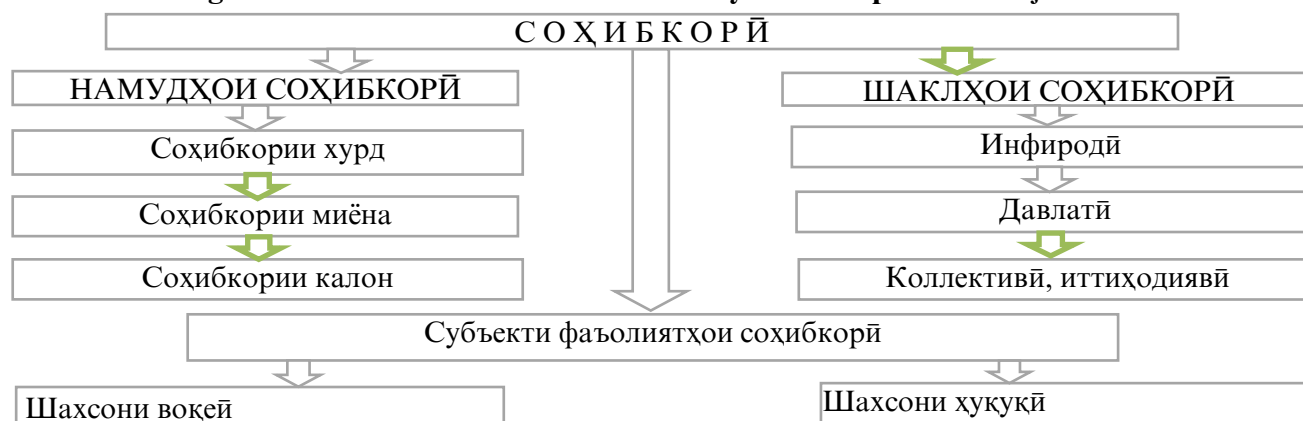 С О Ҳ И Б К О Р Ӣ
НАМУДҲОИ СОҲИБКОРӢ
ШАКЛҲОИ СОҲИБКОРӢ
Соҳибкории хурд
Инфиродӣ
Соҳибкории миёна
Давлатӣ
Соҳибкории калон
Коллективӣ, иттиҳодиявӣ
Субъекти фаъолиятҳои соҳибкорӣ
Шахсони воқеӣ
Шахсони ҳуқуқӣ